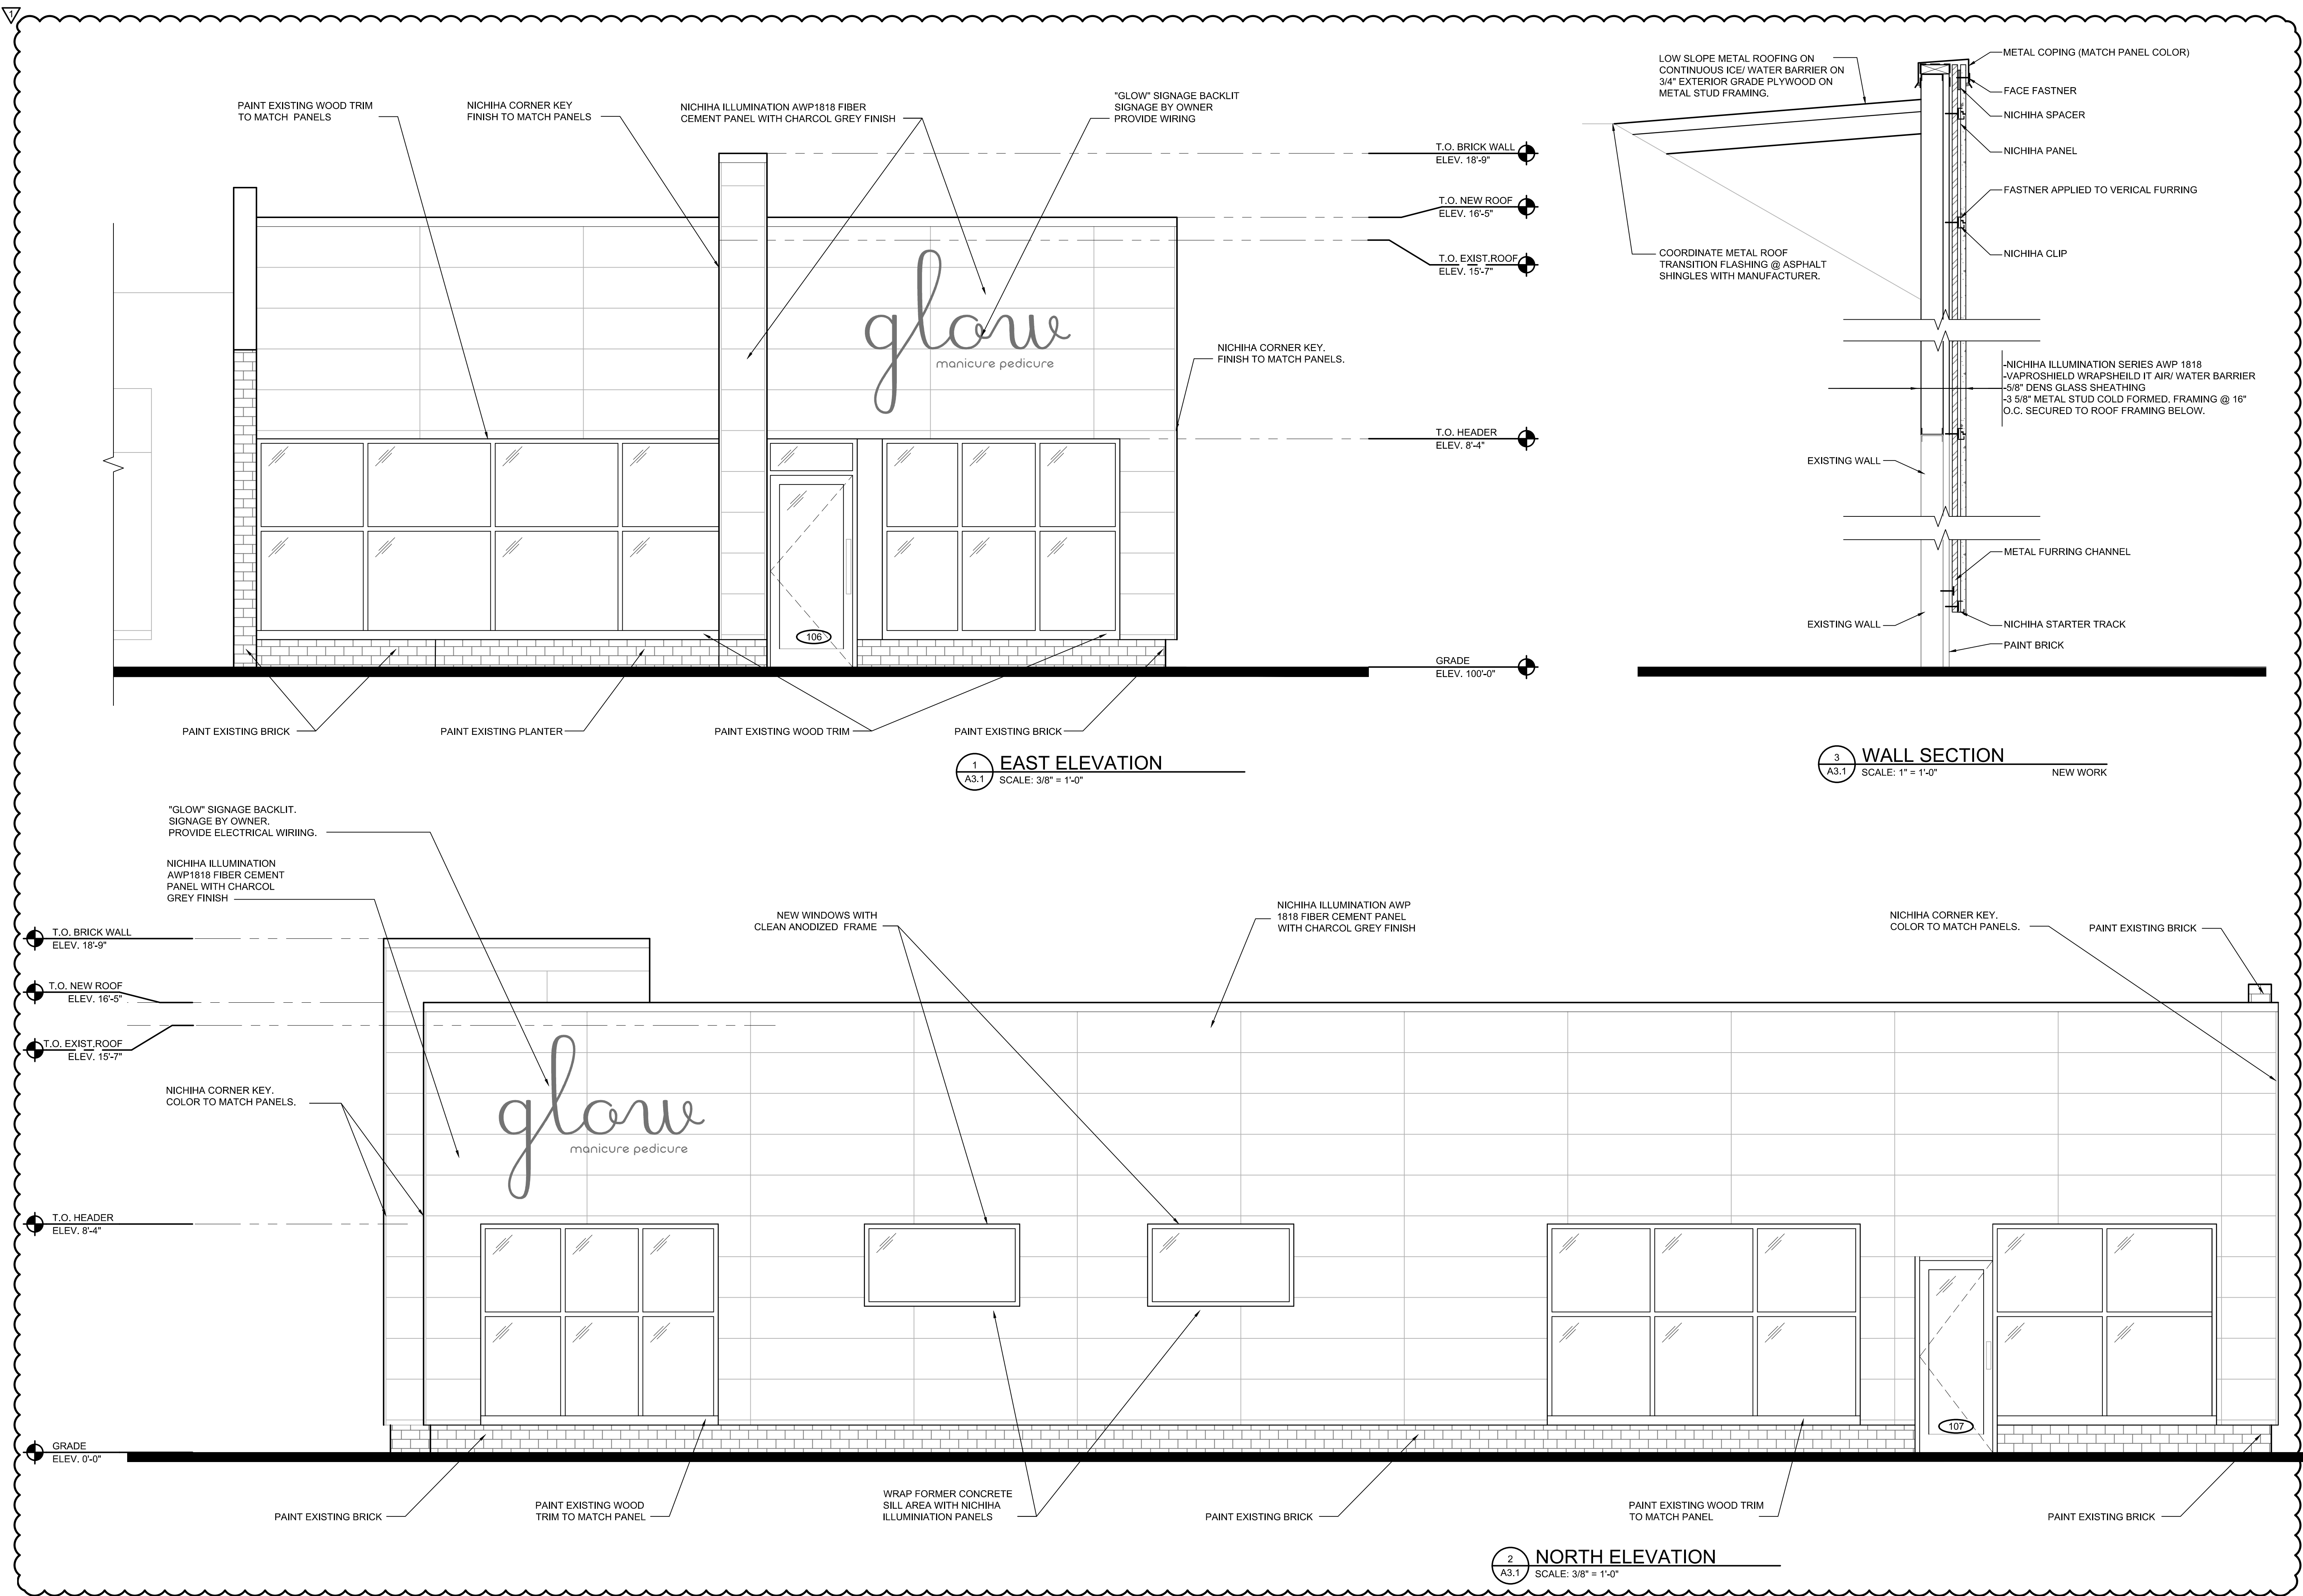 1
PAINT EXISTING WOOD TRIM
TO MATCH PANELS
NICHIHA CORNER KEY
FINISH TO MATCH PANELS
NICHIHA ILLUMINATION AWP1818 FIBER
CEMENT PANEL WITH CHARCOL GREY FINISH
"GLOW" SIGNAGE BACKLIT
SIGNAGE BY OWNER
PROVIDE WIRING
T.O. BRICK WALL
ELEV. 18'-9"
T.O. NEW ROOF
ELEV. 16'-5"
T.O. EXIST.ROOF
ELEV. 15'-7"
glow
manicure pedicure
NICHIHA CORNER KEY.
FINISH TO MATCH PANELS.
T.O. HEADER
ELEV. 8'-4"
106
GRADE
ELEV. 100'-0"
PAINT EXISTING BRICK
PAINT EXISTING PLANTER
PAINT EXISTING WOOD TRIM
PAINT EXISTING BRICK
1
A3.1
EAST ELEVATION
SCALE: 3/8" = 1'-0"
LOW SLOPE METAL ROOFING ON
CONTINUOUS ICE/ WATER BARRIER ON
3/4" EXTERIOR GRADE PLYWOOD ON
METAL STUD FRAMING.
METAL COPING (MATCH PANEL COLOR)
FACE FASTNER
NICHIHA SPACER
NICHIHA PANEL
FASTNER APPLIED TO VERICAL FURRING
COORDINATE METAL ROOF
TRANSITION FLASHING @ ASPHALT
SHINGLES WITH MANUFACTURER.
NICHIHA CLIP
-NICHIHA ILLUMINATION SERIES AWP 1818
-VAPROSHIELD WRAPSHEILD IT AIR/ WATER BARRIER
-5/8" DENS GLASS SHEATHING
-3 5/8" METAL STUD COLD FORMED. FRAMING @ 16"
O.C. SECURED TO ROOF FRAMING BELOW.
EXISTING WALL
METAL FURRING CHANNEL
EXISTING WALL
NICHIHA STARTER TRACK
PAINT BRICK
3
A3.1
WALL SECTION
SCALE: 1" = 1'-0"
NEW WORK
"GLOW" SIGNAGE BACKLIT.
SIGNAGE BY OWNER.
PROVIDE ELECTRICAL WIRIING.
NICHIHA ILLUMINATION
AWP1818 FIBER CEMENT
PANEL WITH CHARCOL
GREY FINISH
NEW WINDOWS WITH
CLEAN ANODIZED FRAME
NICHIHA ILLUMINATION AWP
1818 FIBER CEMENT PANEL
WITH CHARCOL GREY FINISH
NICHIHA CORNER KEY.
COLOR TO MATCH PANELS.
PAINT EXISTING BRICK
T.O. BRICK WALL
ELEV. 18'-9"
T.O. NEW ROOF
ELEV. 16'-5"
T.O. EXIST.ROOF
ELEV. 15'-7"
NICHIHA CORNER KEY.
COLOR TO MATCH PANELS.
glow
manicure pedicure
T.O. HEADER
ELEV. 8'-4"
107
GRADE
ELEV. 0'-0"
PAINT EXISTING BRICK
PAINT EXISTING WOOD
TRIM TO MATCH PANEL
WRAP FORMER CONCRETE
SILL AREA WITH NICHIHA
ILLUMINIATION PANELS
PAINT EXISTING BRICK
PAINT EXISTING WOOD TRIM
TO MATCH PANEL
PAINT EXISTING BRICK
2
A3.1
NORTH ELEVATION
SCALE: 3/8" = 1'-0"